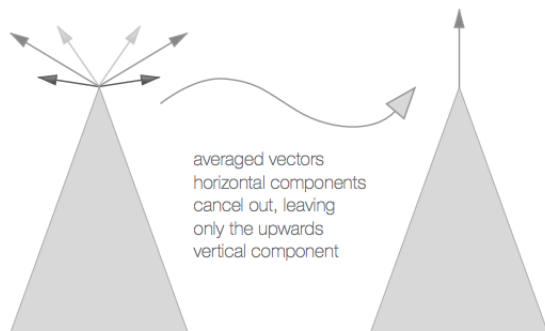 averaged vectors
horizontal components
cancel out, leaving
only the upwards
vertical component